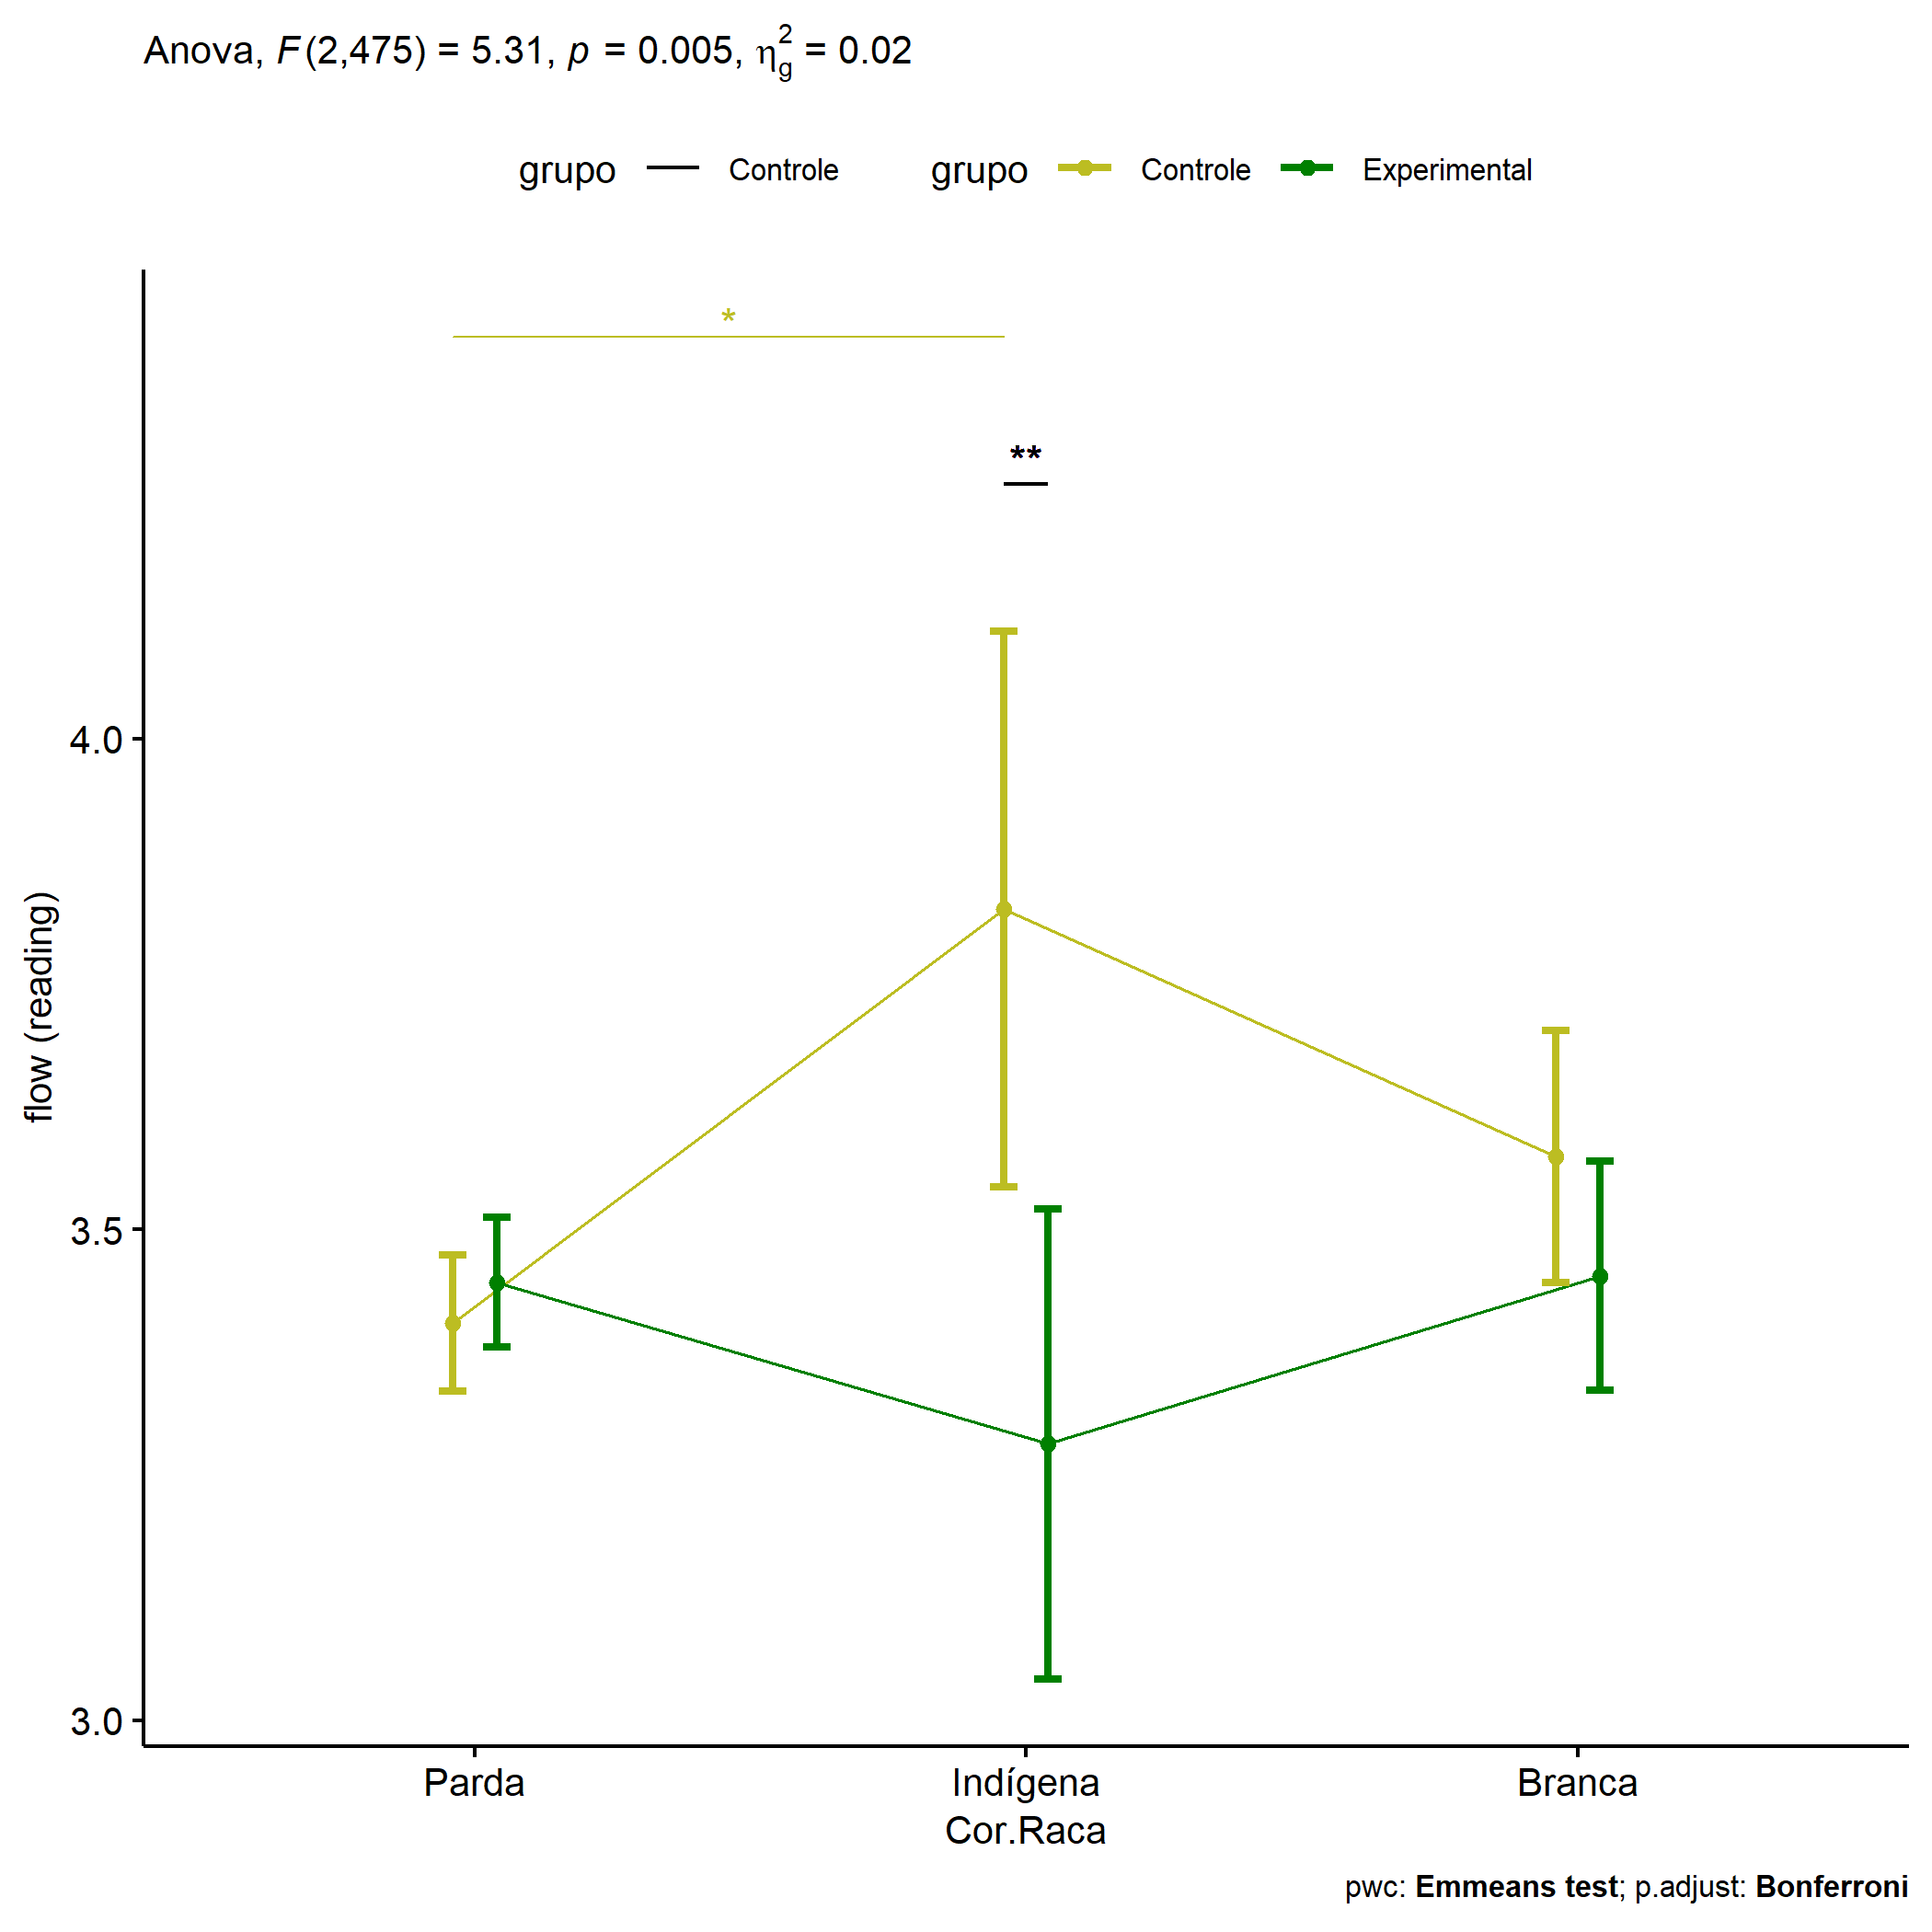 Anova, F(2,475) = 5.31, p = 0.005, η²g = 0.02
grupo Controle grupo Controle Experimental
*
**
4.0
3.5
3.0
flow (reading)
Parda Indígena Branca
Cor.Raca
pwc: Emmeans test; p.adjust: Bonferroni